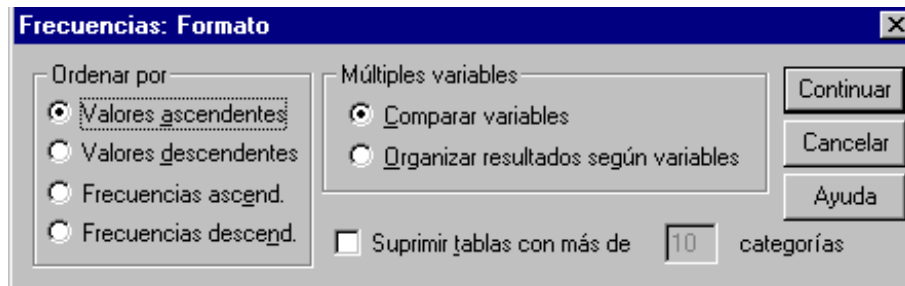 Frecuencias: Formato
Ordenar por
Valores ascendentes
Valores descendentes
Frecuencias ascend.
Frecuencias descend.
Múltiples variables
Comparar variables
Organizar resultados según variables
Suprimir tablas con más de 10 categorías
Continuar
Cancelar
Ayuda